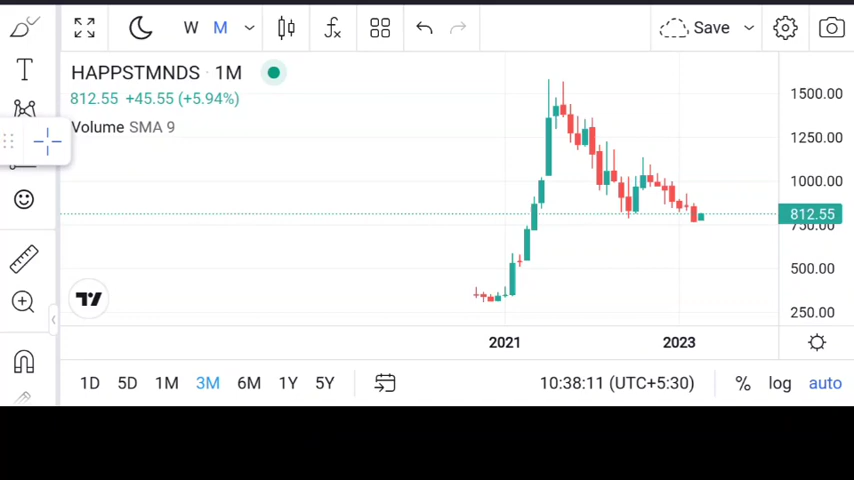 W M Save
HAPPSTMNDS · 1M
812.55 +45.55 (+5.94%)
Volume SMA 9
1500.00
1250.00
1000.00
812.55
750.00
500.00
250.00
2021 2023
1D 5D 1M 3M 6M 1Y 5Y 10:38:11 (UTC+5:30) % log auto